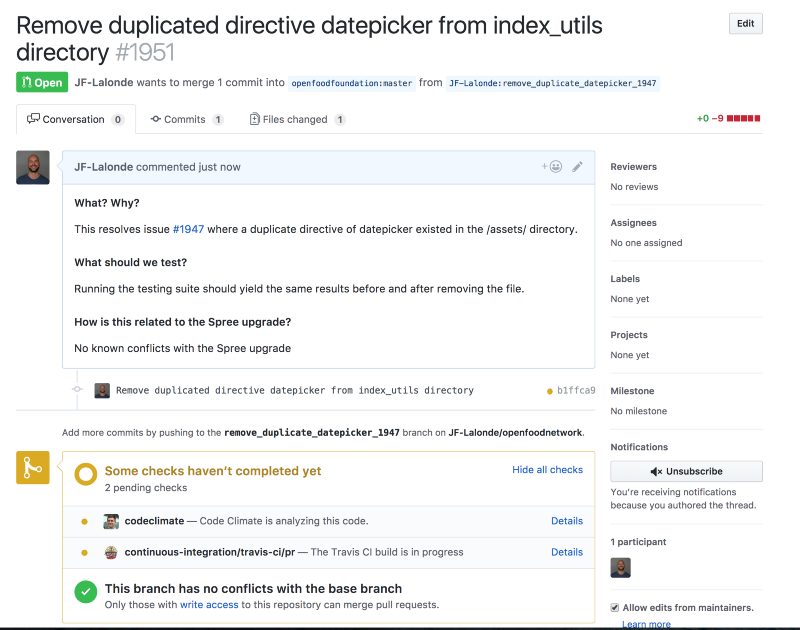 Remove duplicated directive datepicker from index_utils
directory #1951
Edit
Open JF-Lalonde wants to merge 1 commit into openfoodfoundation:master from JF-Lalonde:remove_duplicate_datepicker_1947
Conversation 0 Commits 1 Files changed 1
+0 −9
JF-Lalonde commented just now
What? Why?
This resolves issue #1947 where a duplicate directive of datepicker existed in the /assets/ directory.
What should we test?
Running the testing suite should yield the same results before and after removing the file.
How is this related to the Spree upgrade?
No known conflicts with the Spree upgrade
Remove duplicated directive datepicker from index_utils directory b1ffca9
Add more commits by pushing to the remove_duplicate_datepicker_1947 branch on JF-Lalonde/openfoodnetwork.
Some checks haven’t completed yet
Hide all checks
2 pending checks
codeclimate — Code Climate is analyzing this code. Details
continuous-integration/travis-ci/pr — The Travis CI build is in progress Details
This branch has no conflicts with the base branch
Only those with write access to this repository can merge pull requests.
Reviewers
No reviews
Assignees
No one assigned
Labels
None yet
Projects
None yet
Milestone
No milestone
Notifications
Unsubscribe
You’re receiving notifications
because you authored the thread.
1 participant
Allow edits from maintainers.
Learn more